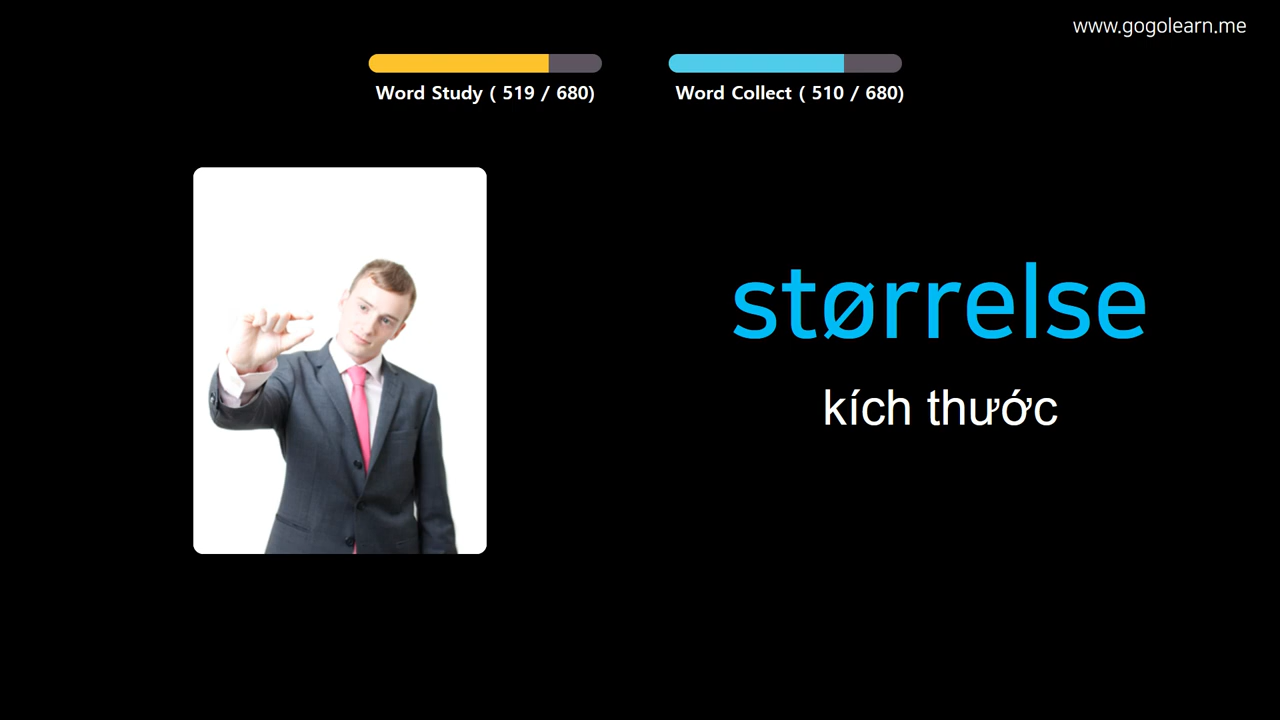 www.gogolearn.me
Word Study ( 519 / 680)
Word Collect ( 510 / 680)
størrelse
kích thước